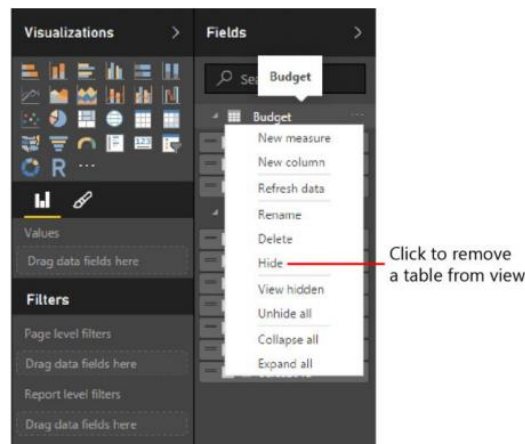 Visualizations
Fields
Budget
Budget
New measure
New column
Refresh data
Rename
Delete
Hide
View hidden
Unhide all
Collapse all
Expand all
Click to remove
a table from view
R
Values
Drag data fields here
Filters
Page level filters
Drag data fields here
Report level filters
Drag data fields here